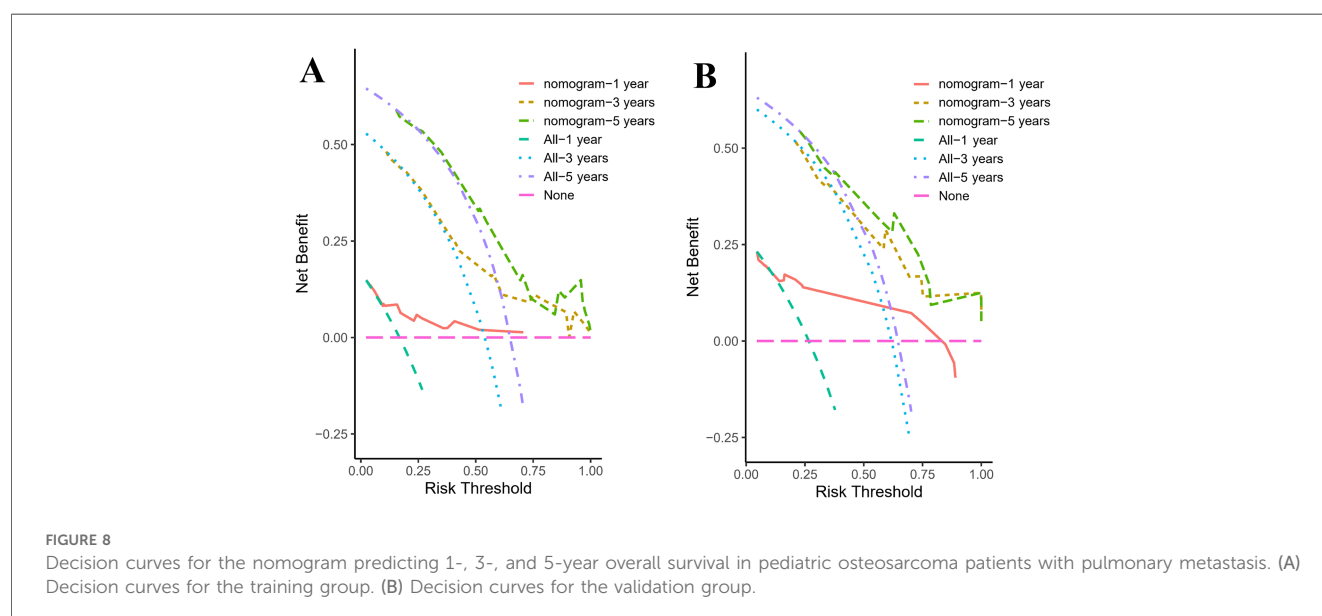 A
nomogram−1 year
nomogram−3 years
nomogram−5 years
All−1 year
All−3 years
All−5 years
None
0.50
0.25
0.00
−0.25
Net Benefit
0.00 0.25 0.50 0.75 1.00
Risk Threshold
B
nomogram−1 year
nomogram−3 years
nomogram−5 years
All−1 year
All−3 years
All−5 years
None
0.50
0.25
0.00
−0.25
Net Benefit
0.00 0.25 0.50 0.75 1.00
Risk Threshold
FIGURE 8
Decision curves for the nomogram predicting 1-, 3-, and 5-year overall survival in pediatric osteosarcoma patients with pulmonary metastasis. (A)
Decision curves for the training group. (B) Decision curves for the validation group.